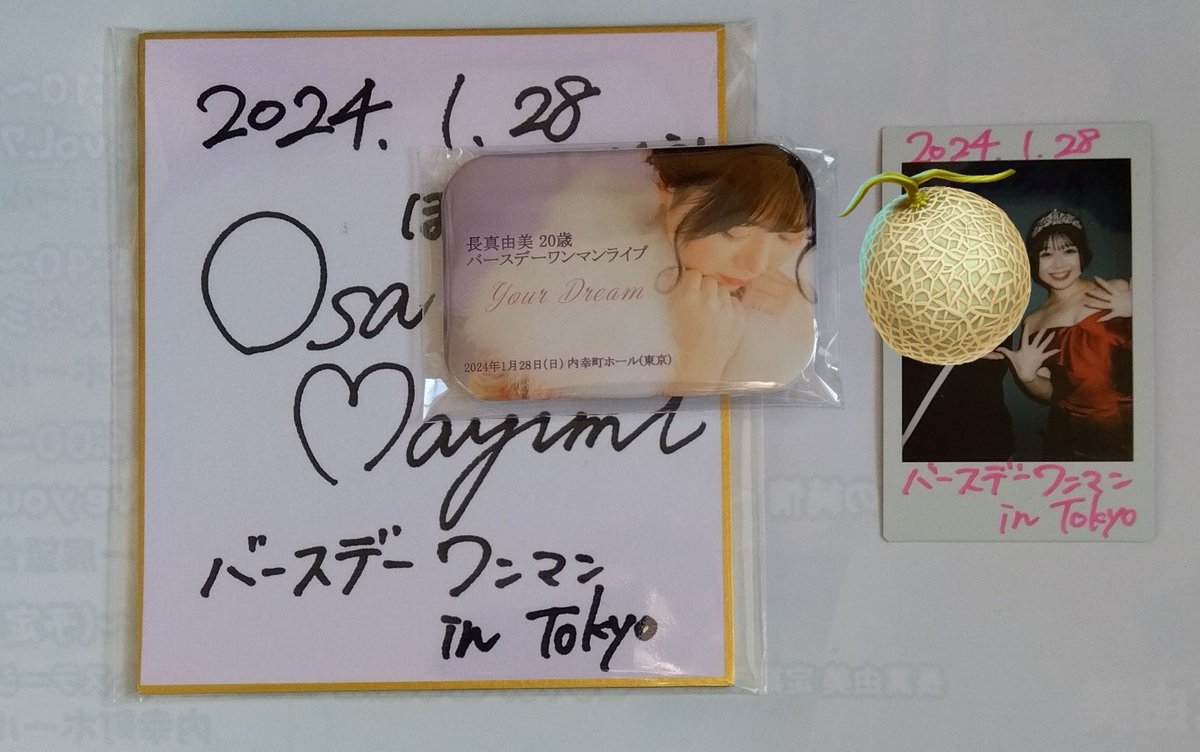 2024.1.28
ほ
Osa
Mayumi
バースデーワンマン
in Tokyo
長真由美 20歳
バースデーワンマンライブ
Your Dream
2024年1月28日(日) 内幸町ホール(東京)
2024.1.28
バースデーワンマン
in Tokyo